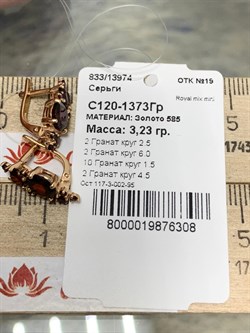 833/13974 ОТК №19
Серьги
Royal mix mm
С120-1373Гр
МАТЕРИАЛ: Золото 585
Масса: 3,23 гр.
2 Гранат круг 2.5
2 Гранат круг 6.0
10 Гранат круг 1.5
2 Гранат круг 4.5
Ост 117-3-002-95
8000019876308